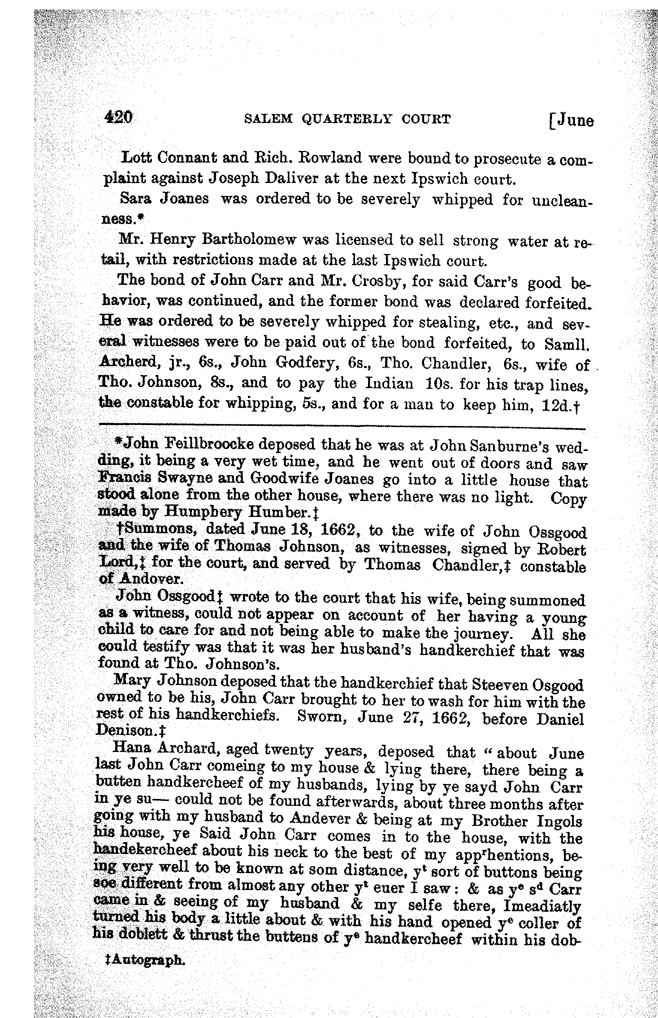 420 SALEM QUARTERLY COURT [June
Lott Connant and Rich. Rowland were bound to prosecute a com-
plaint against Joseph Daliver at the next Ipswich court.
Sara Joanes was ordered to be severely whipped for unclean-
ness.*
Mr. Henry Bartholomew was licensed to sell strong water at re-
tail, with restrictions made at the last Ipswich court.
The bond of John Carr and Mr. Crosby, for said Carr's good be-
havior, was continued, and the former bond was declared forfeited.
He was ordered to be severely whipped for stealing, etc., and sev-
eral witnesses were to be paid out of the bond forfeited, to Samll.
Archerd, jr., 6s., John Godfery, 6s., Tho. Chandler, 6s., wife of
Tho. Johnson, 8s., and to pay the Indian 10s. for his trap lines,
the constable for whipping, 5s., and for a man to keep him, 12d.†
*John Feillbroocke deposed that he was at John Sanburne's wed-
ding, it being a very wet time, and he went out of doors and saw
Francis Swayne and Goodwife Joanes go into a little house that
stood alone from the other house, where there was no light. Copy
made by Humphery Humber.‡
†Summons, dated June 18, 1662, to the wife of John Ossgood
and the wife of Thomas Johnson, as witnesses, signed by Robert
Lord,‡ for the court, and served by Thomas Chandler,‡ constable
of Andover.
John Ossgood‡ wrote to the court that his wife, being summoned
as a witness, could not appear on account of her having a young
child to care for and not being able to make the journey. All she
could testify was that it was her husband's handkerchief that was
found at Tho. Johnson's.
Mary Johnson deposed that the handkerchief that Steeven Osgood
owned to be his, John Carr brought to her to wash for him with the
rest of his handkerchiefs. Sworn, June 27, 1662, before Daniel
Denison.‡
Hana Archard, aged twenty years, deposed that "about June
last John Carr comeing to my house & lying there, there being a
butten handkercheef of my husbands, lying by ye sayd John Carr
in ye su— could not be found afterwards, about three months after
going with my husband to Andever & being at my Brother Ingols
his house, ye Said John Carr comes in to the house, with the
handekercheef about his neck to the best of my appʳhentions, be-
ing very well to be known at som distance, yᵗ sort of buttons being
soe different from almost any other yᵗ euer I saw: & as yᵉ sᵈ Carr
came in & seeing of my husband & my selfe there, Imeadiatly
turned his body a little about & with his hand opened yᵉ coller of
his doblett & thrust the buttens of yᵉ handkercheef within his dob-
‡Autograph.